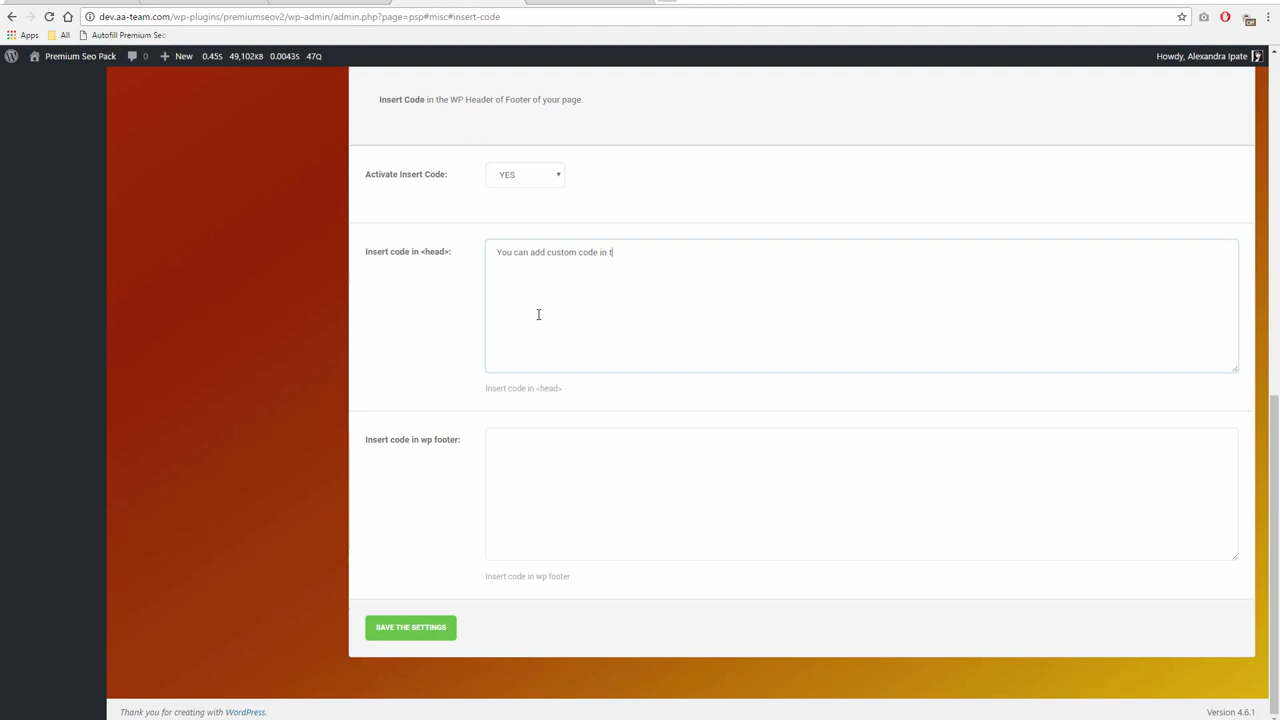 dev.aa-team.com/wp-plugins/premiumseov2/wp-admin/admin.php?page=psp#misc#insert-code
Apps All Autofill Premium Seo
Premium Seo Pack 0 New 0.45s 49,102KB 0.0043s 47Q Howdy, Alexandra Ipate
Insert Code in the WP Header of Footer of your page.
Activate Insert Code: YES
Insert code in <head>: You can add custom code in t
Insert code in <head>
Insert code in wp footer:
Insert code in wp footer
SAVE THE SETTINGS
Thank you for creating with WordPress. Version 4.6.1